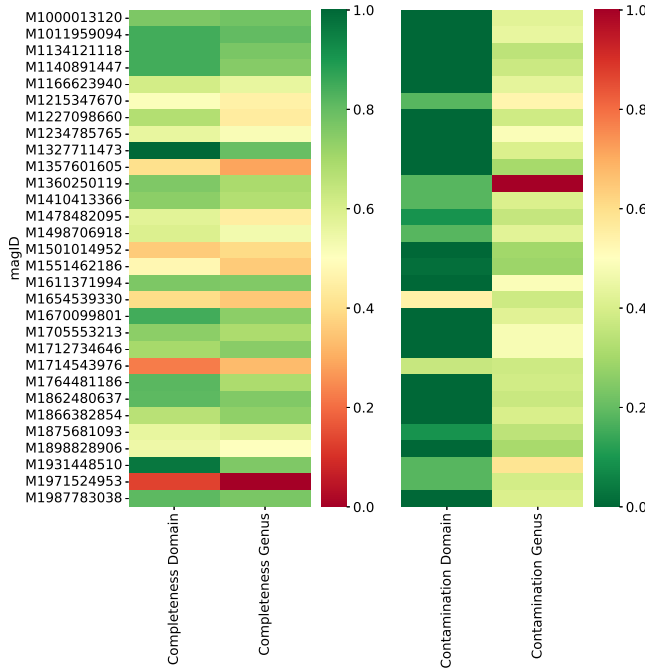 magID
M1000013120
M1011959094
M1134121118
M1140891447
M1166623940
M1215347670
M1227098660
M1234785765
M1327711473
M1357601605
M1360250119
M1410413366
M1478482095
M1498706918
M1501014952
M1551462186
M1611371994
M1654539330
M1670099801
M1705553213
M1712734646
M1714543976
M1764481186
M1862480637
M1866382854
M1875681093
M1898828906
M1931448510
M1971524953
M1987783038
Completeness Domain
Completeness Genus
1.0
0.8
0.6
0.4
0.2
0.0
Contamination Domain
Contamination Genus
1.0
0.8
0.6
0.4
0.2
0.0